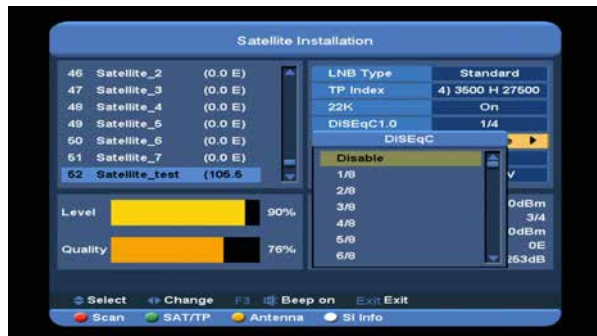 Satellite Installation
46 Satellite_2 (0.0 E)
47 Satellite_3 (0.0 E)
48 Satellite_4 (0.0 E)
49 Satellite_5 (0.0 E)
50 Satellite_6 (0.0 E)
51 Satellite_7 (0.0 E)
52 Satellite_test (105.5
LNB Type Standard
TP Index 4) 3500 H 27500
22K On
DiSEqC1.0 1/4
DiSEqC
Disable
1/8
2/8
3/8
4/8
5/8
6/8
V
0dBm
3/4
0dBm
0E
263dB
Level 90%
Quality 76%
Select Change F3 Beep on Exit Exit
Scan SAT/TP Antenna SI Info